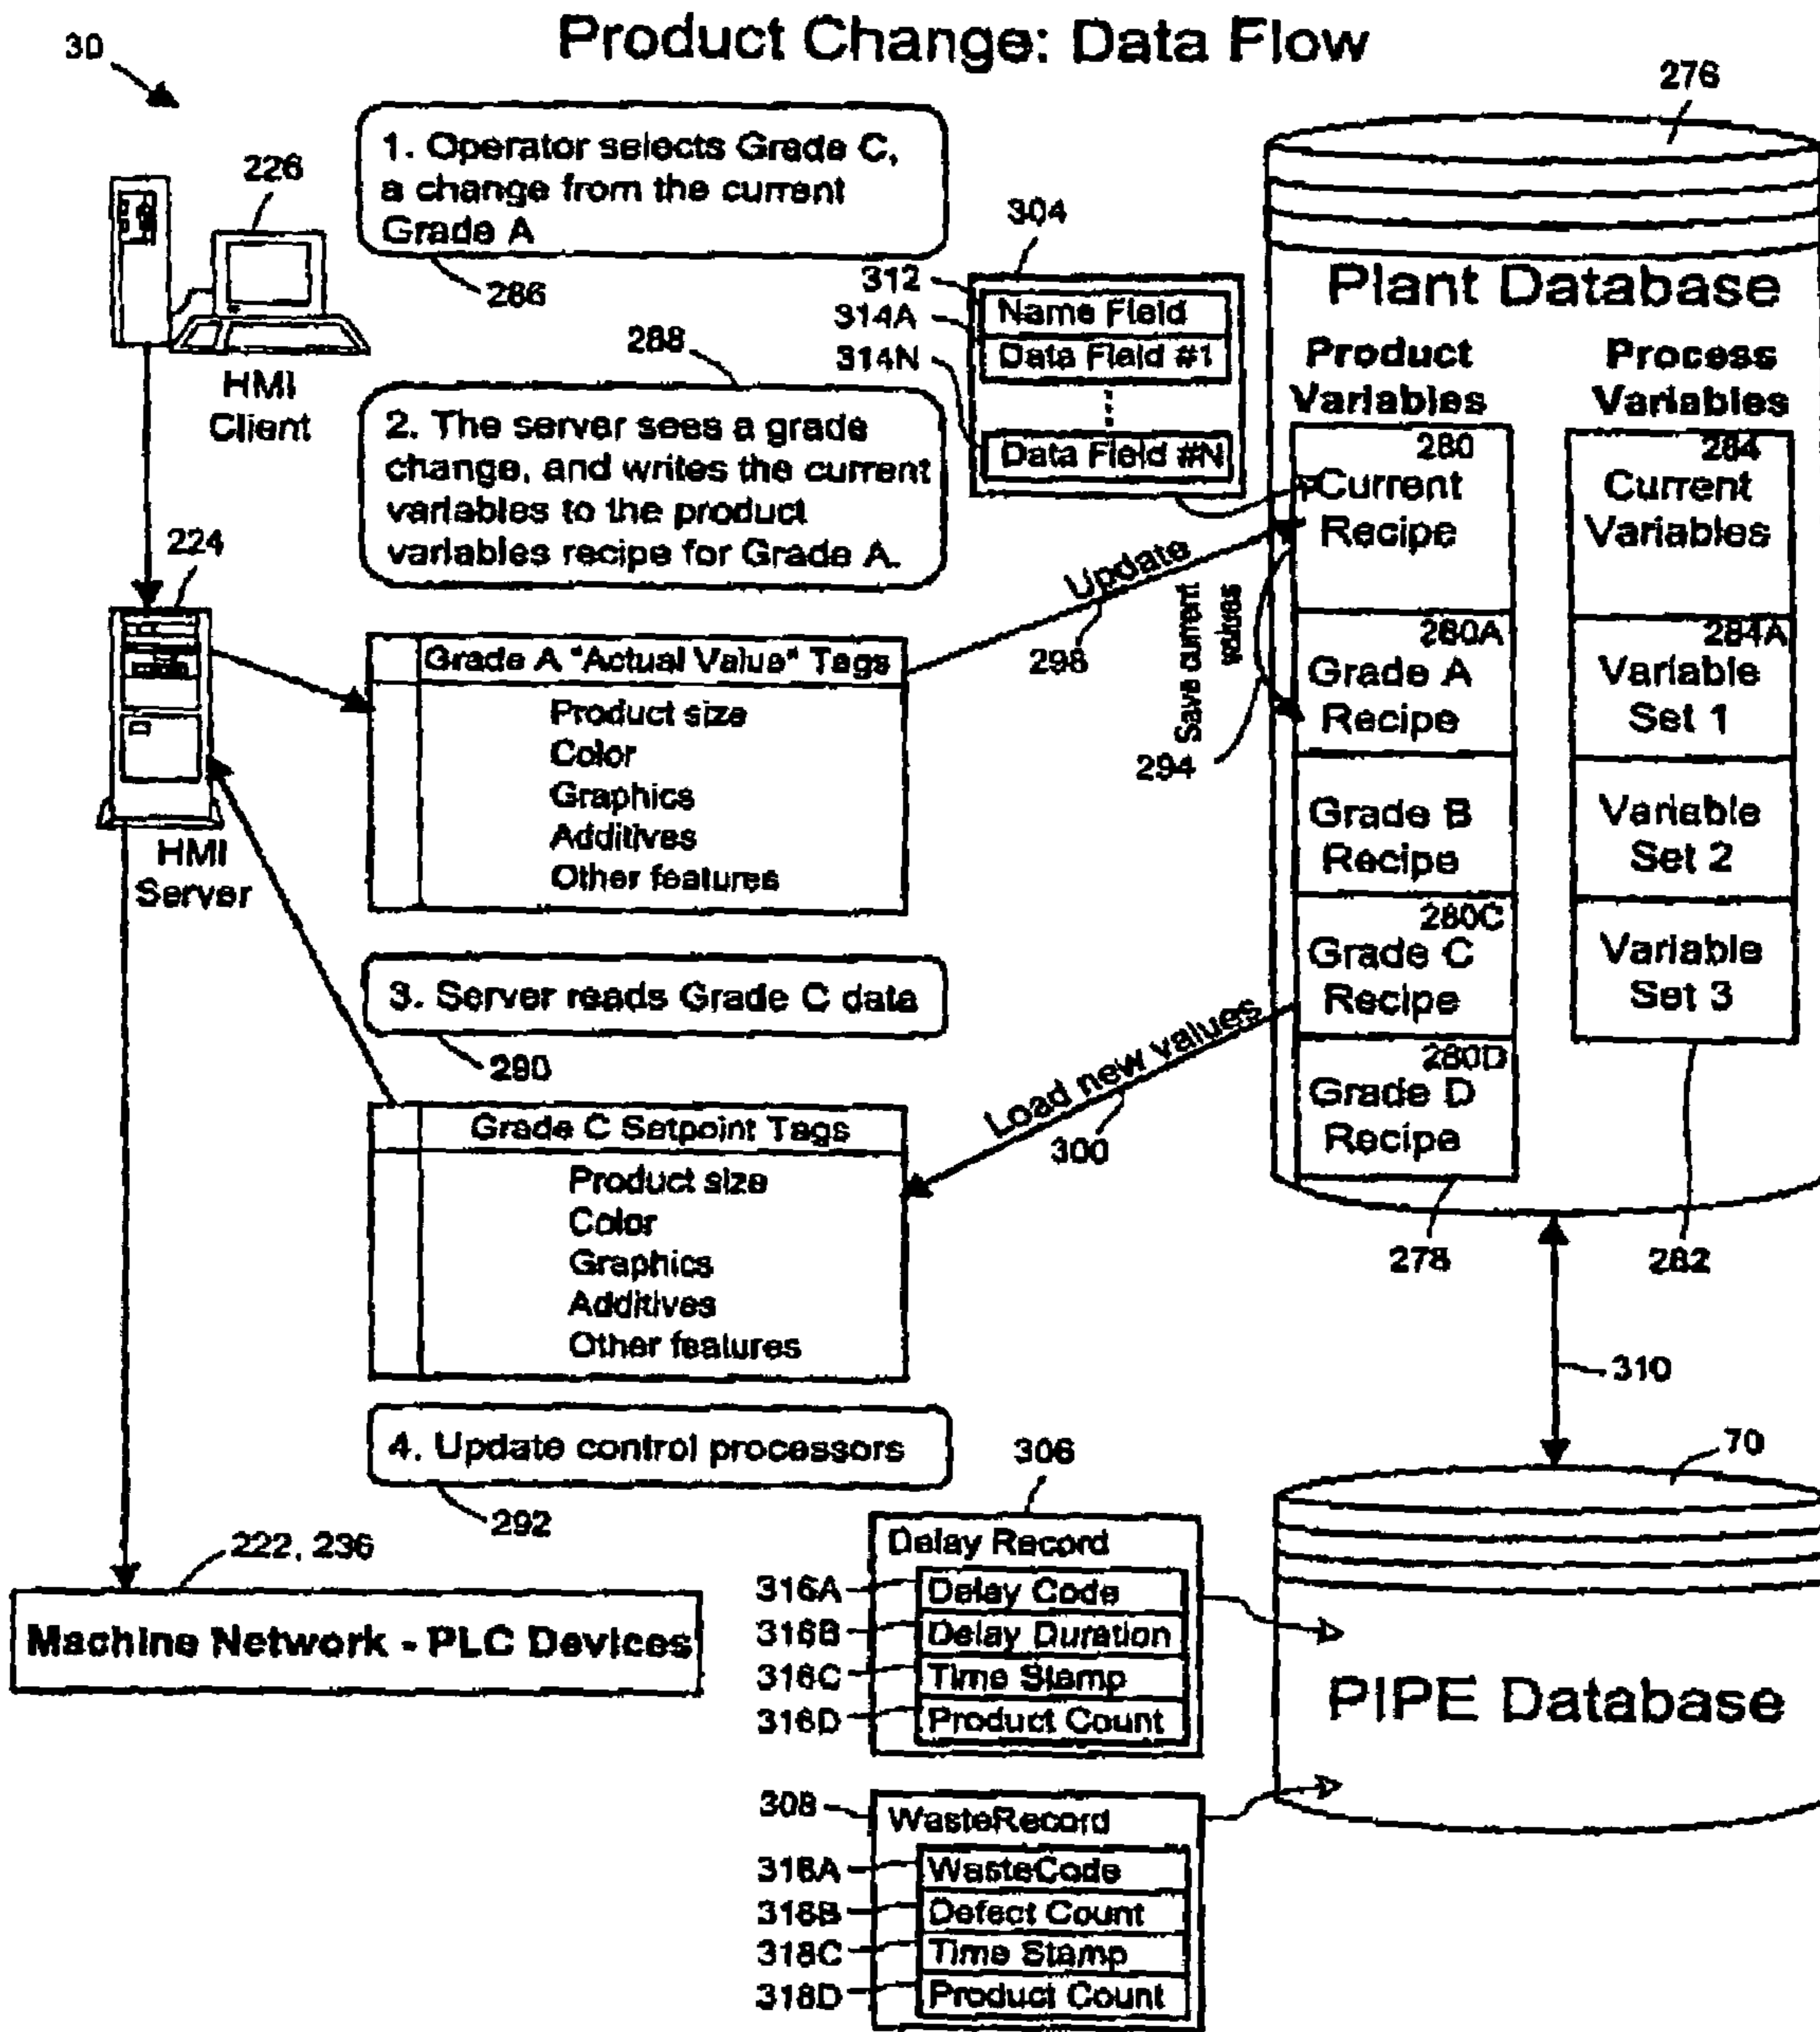 Product Change: Data Flow
30
276
1. Operator selects Grade C,
a change from the current
Grade A
286
226
HMI
Client
304
312
Name Field
314A
Data Field #1
314N
Data Field #N
Plant Database
Product
Variables
Process
Variables
280
Current
Recipe
284
Current
Variables
280A
Grade A
Recipe
284A
Variable
Set 1
Grade B
Recipe
Variable
Set 2
280C
Grade C
Recipe
Variable
Set 3
280D
Grade D
Recipe
278
282
288
2. The server sees a grade
change, and writes the current
variables to the product
variables recipe for Grade A.
224
HMI
Server
Update
298
Save current
values
294
Grade A "Actual Value" Tags
Product size
Color
Graphics
Additives
Other features
3. Server reads Grade C data
290
Load new values
300
Grade C Setpoint Tags
Product size
Color
Graphics
Additives
Other features
310
4. Update control processors
292
222, 236
Machine Network - PLC Devices
306
Delay Record
316A
Delay Code
316B
Delay Duration
316C
Time Stamp
316D
Product Count
70
PIPE Database
308
WasteRecord
318A
WasteCode
318B
Defect Count
318C
Time Stamp
318D
Product Count